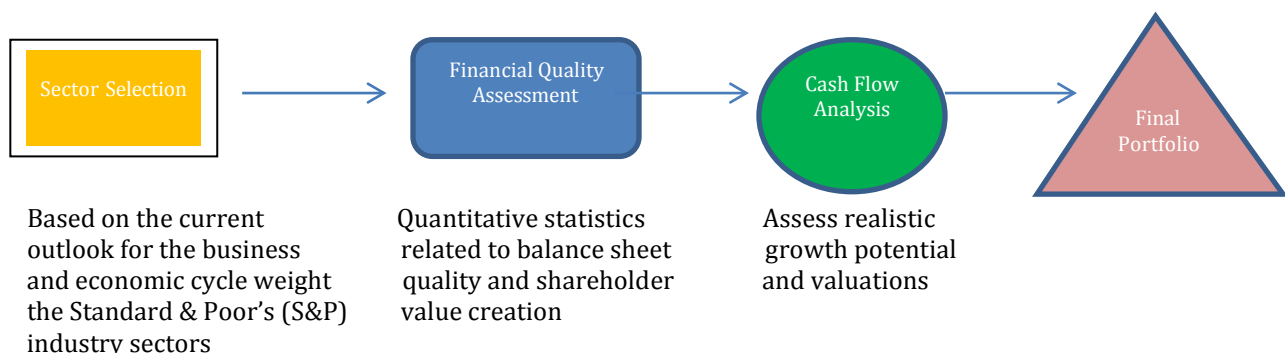 Sector Selection
Financial Quality
Assessment
Cash Flow
Analysis
Final
Portfolio
Based on the current
outlook for the business
and economic cycle weight
the Standard & Poor's (S&P)
industry sectors
Quantitative statistics
related to balance sheet
quality and shareholder
value creation
Assess realistic
growth potential
and valuations